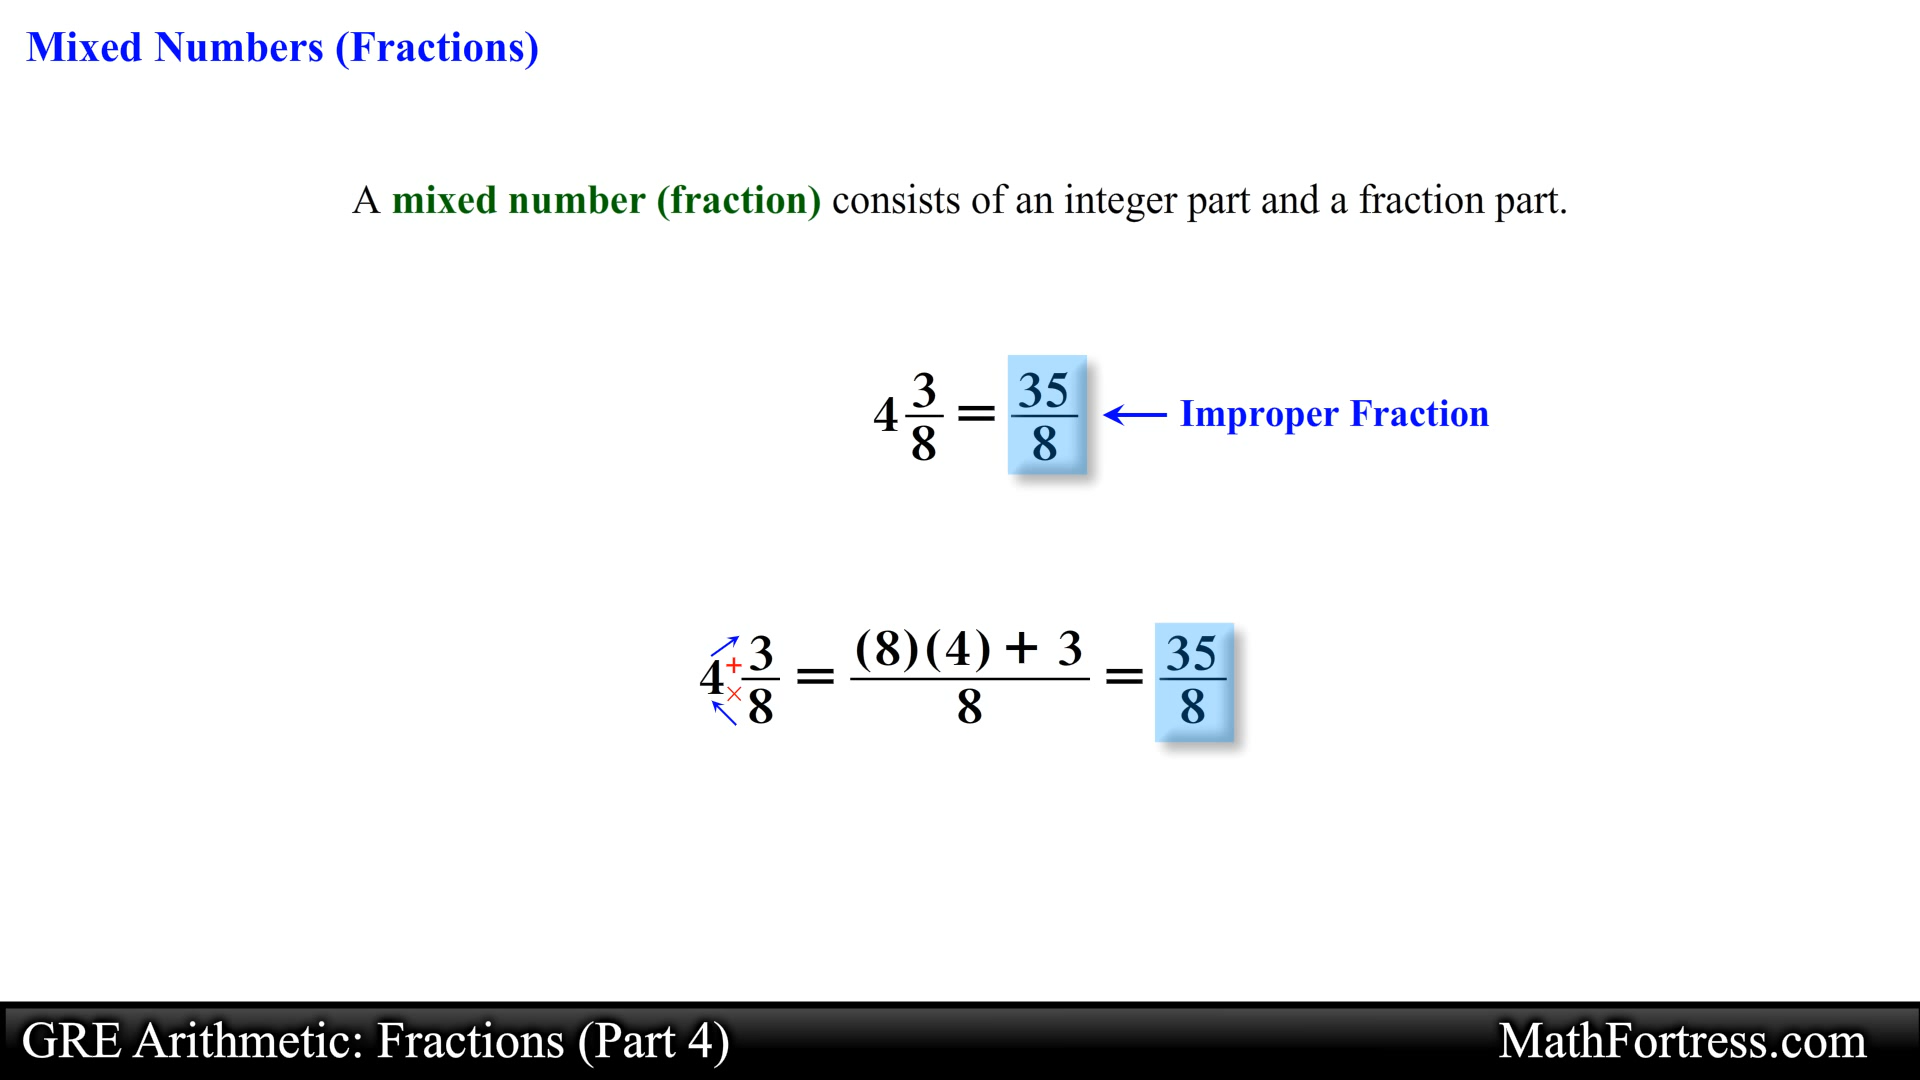 Mixed Numbers (Fractions)
A mixed number (fraction) consists of an integer part and a fraction part.
4 3/8 = 35/8 ← Improper Fraction
4 + × 3/8 = (8)(4) + 3/8 = 35/8
GRE Arithmetic: Fractions (Part 4)
MathFortress.com